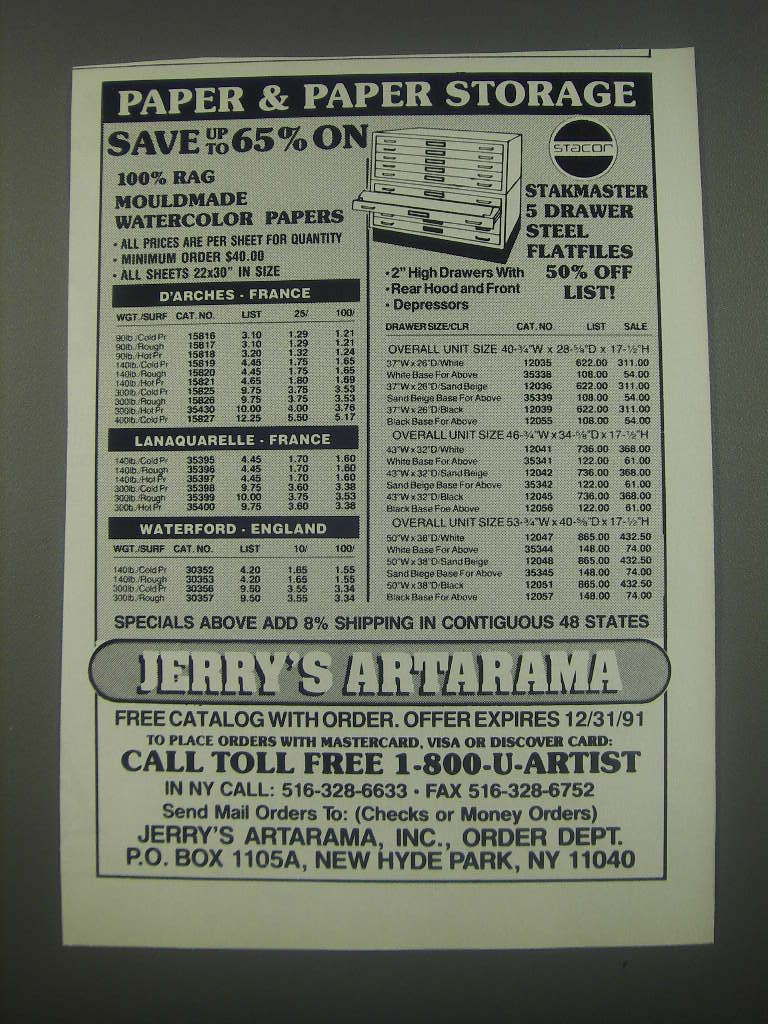 PAPER & PAPER STORAGE
SAVE UP TO 65% ON
100% RAG
MOULDMADE
WATERCOLOR PAPERS
• ALL PRICES ARE PER SHEET FOR QUANTITY
• MINIMUM ORDER $40.00
• ALL SHEETS 22x30" IN SIZE
D'ARCHES - FRANCE
WGT./SURF CAT. NO. LIST 25/ 100/
90lb./Cold Pr 15816 3.10 1.29 1.21
90lb./Rough 15817 3.10 1.29 1.21
90lb./Hot Pr 15818 3.20 1.32 1.24
140lb./Cold Pr 15819 4.45 1.75 1.65
140lb./Rough 15820 4.45 1.75 1.65
140lb./Hot Pr 15821 4.65 1.80 1.69
300lb./Cold Pr 15825 9.75 3.75 3.53
300lb./Rough 15826 9.75 3.75 3.53
300lb./Hot Pr 35430 10.00 4.00 3.76
400lb./Cold Pr 15827 12.25 5.50 5.17
LANAQUARELLE - FRANCE
140lb./Cold Pr 35395 4.45 1.70 1.60
140lb./Rough 35396 4.45 1.70 1.60
140lb./Hot Pr 35397 4.45 1.70 1.60
300lb./Cold Pr 35398 9.75 3.60 3.38
300lb./Rough 35399 10.00 3.75 3.53
300lb./Hot Pr 35400 9.75 3.60 3.38
WATERFORD - ENGLAND
WGT./SURF CAT. NO. LIST 10/ 100/
140lb./Cold Pr 30352 4.20 1.65 1.55
140lb./Rough 30353 4.20 1.65 1.55
300lb./Cold Pr 30356 9.50 3.55 3.34
300lb./Rough 30357 9.50 3.55 3.34
stacor
STAKMASTER
5 DRAWER
STEEL
FLATFILES
50% OFF
LIST!
• 2" High Drawers With
• Rear Hood and Front
• Depressors
DRAWER SIZE/CLR CAT. NO. LIST SALE
OVERALL UNIT SIZE 40-¾"W x 28-⅝"D x 17-½"H
37"W x 26"D/White 12035 622.00 311.00
White Base For Above 35336 108.00 54.00
37"W x 26"D/Sand Beige 12036 622.00 311.00
Sand Beige Base For Above 35339 108.00 54.00
37"W x 26"D/Black 12039 622.00 311.00
Black Base For Above 12055 108.00 54.00
OVERALL UNIT SIZE 46-¾"W x 34-⅝"D x 17-½"H
43"W x 32"D/White 12041 736.00 368.00
White Base For Above 35341 122.00 61.00
43"W x 32"D/Sand Beige 12042 736.00 368.00
Sand Beige Base For Above 35342 122.00 61.00
43"W x 32"D/Black 12045 736.00 368.00
Black Base Foe Above 12056 122.00 61.00
OVERALL UNIT SIZE 53-¾"W x 40-⅝"D x 17-½"H
50"W x 38"D/White 12047 865.00 432.50
White Base For Above 35344 148.00 74.00
50"W x 38"D/Sand Beige 12048 865.00 432.50
Sand Biege Base For Above 35345 148.00 74.00
50"W x 38"D/Black 12051 865.00 432.50
Black Base For Above 12057 148.00 74.00
SPECIALS ABOVE ADD 8% SHIPPING IN CONTIGUOUS 48 STATES
JERRY'S ARTARAMA
FREE CATALOG WITH ORDER. OFFER EXPIRES 12/31/91
TO PLACE ORDERS WITH MASTERCARD, VISA OR DISCOVER CARD:
CALL TOLL FREE 1-800-U-ARTIST
IN NY CALL: 516-328-6633 • FAX 516-328-6752
Send Mail Orders To: (Checks or Money Orders)
JERRY'S ARTARAMA, INC., ORDER DEPT.
P.O. BOX 1105A, NEW HYDE PARK, NY 11040